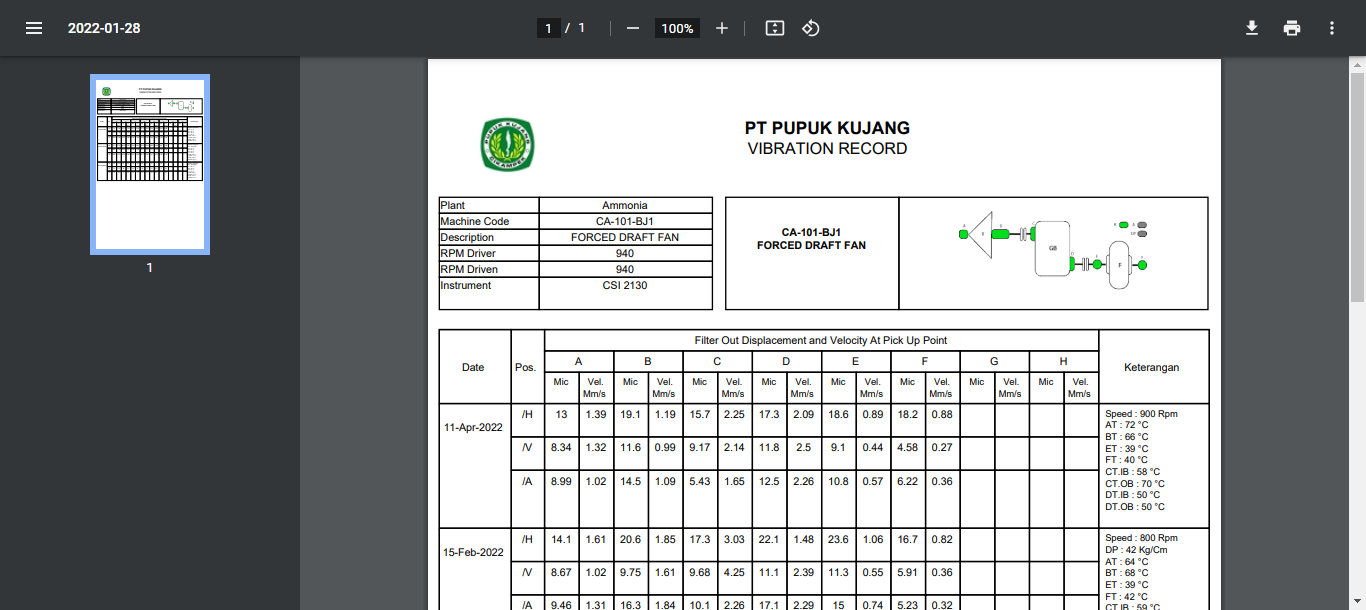 2022-01-28
1 / 1
100%
1
PUPUK KUJANG
CIKAMPEK
PT PUPUK KUJANG
VIBRATION RECORD
Plant Ammonia
Machine Code CA-101-BJ1
Description FORCED DRAFT FAN
RPM Driver 940
RPM Driven 940
Instrument CSI 2130
CA-101-BJ1
FORCED DRAFT FAN
GB
F
Date Pos. Filter Out Displacement and Velocity At Pick Up Point Keterangan
A B C D E F G H
Mic Vel. Mic Vel. Mic Vel. Mic Vel. Mic Vel. Mic Vel. Mic Vel. Mic Vel.
Mm/s Mm/s Mm/s Mm/s Mm/s Mm/s Mm/s Mm/s
11-Apr-2022
/H 13 1.39 19.1 1.19 15.7 2.25 17.3 2.09 18.6 0.89 18.2 0.88
/V 8.34 1.32 11.6 0.99 9.17 2.14 11.8 2.5 9.1 0.44 4.58 0.27
/A 8.99 1.02 14.5 1.09 5.43 1.65 12.5 2.26 10.8 0.57 6.22 0.36
Speed : 900 Rpm
AT : 72 °C
BT : 66 °C
ET : 39 °C
FT : 40 °C
CT.IB : 58 °C
CT.OB : 70 °C
DT.IB : 50 °C
DT.OB : 50 °C
15-Feb-2022
/H 14.1 1.61 20.6 1.85 17.3 3.03 22.1 1.48 23.6 1.06 16.7 0.82
/V 8.67 1.02 9.75 1.61 9.68 4.25 11.1 2.39 11.3 0.55 5.91 0.36
/A 9.46 1.31 16.3 1.84 10.1 2.26 17.1 2.29 15 0.74 5.23 0.32
Speed : 800 Rpm
DP : 42 Kg/Cm
AT : 64 °C
BT : 68 °C
ET : 39 °C
FT : 42 °C
CT.IB : 59 °C